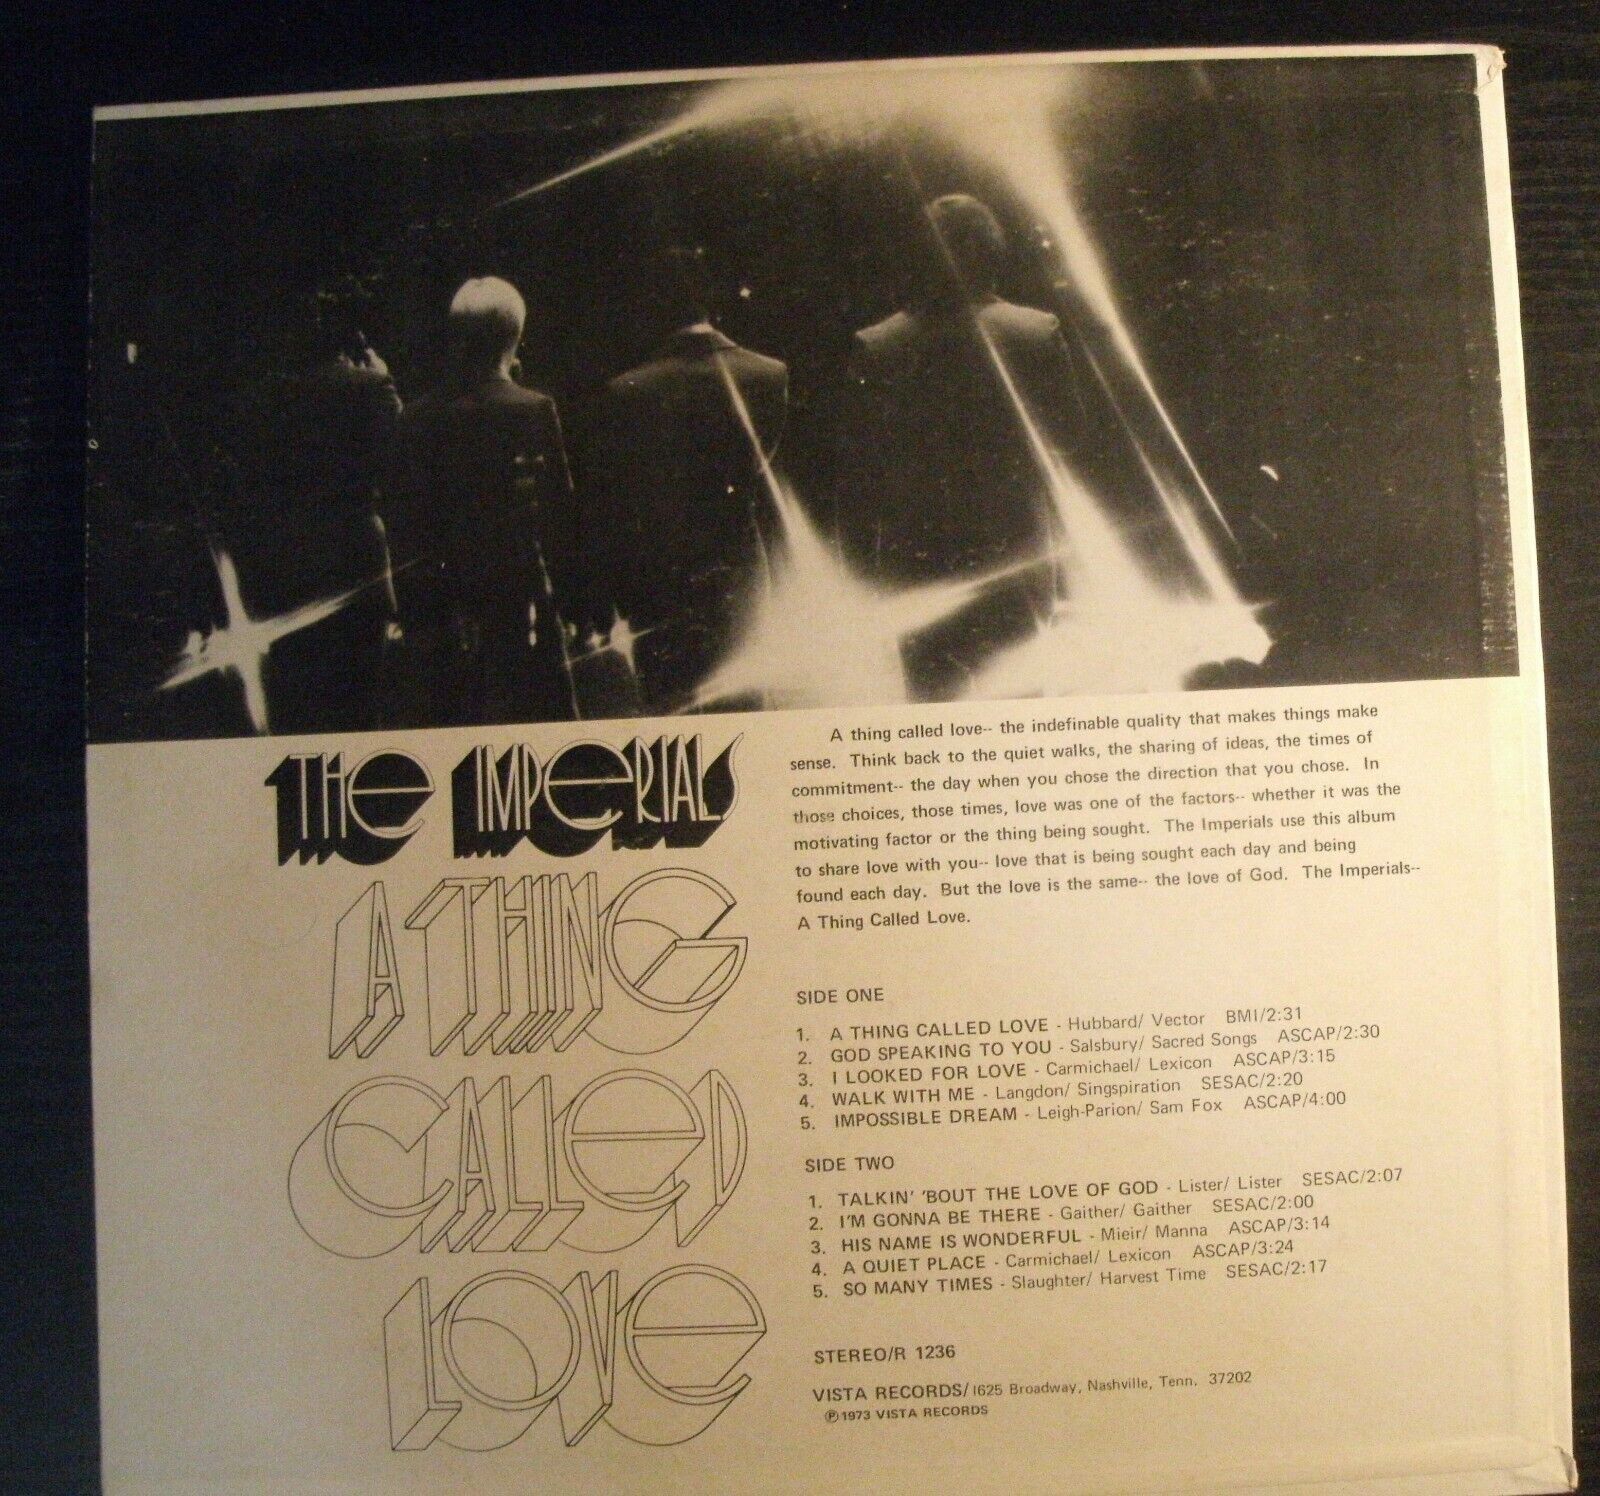 THE IMPERIALS
A THING
CALLED
LOVE
A thing called love-- the indefinable quality that makes things make
sense. Think back to the quiet walks, the sharing of ideas, the times of
commitment-- the day when you chose the direction that you chose. In
those choices, those times, love was one of the factors-- whether it was the
motivating factor or the thing being sought. The Imperials use this album
to share love with you-- love that is being sought each day and being
found each day. But the love is the same-- the love of God. The Imperials--
A Thing Called Love.
SIDE ONE
1. A THING CALLED LOVE - Hubbard/ Vector BMI/2:31
2. GOD SPEAKING TO YOU - Salsbury/ Sacred Songs ASCAP/2:30
3. I LOOKED FOR LOVE - Carmichael/ Lexicon ASCAP/3:15
4. WALK WITH ME - Langdon/ Singspiration SESAC/2:20
5. IMPOSSIBLE DREAM - Leigh-Parion/ Sam Fox ASCAP/4:00
SIDE TWO
1. TALKIN' 'BOUT THE LOVE OF GOD - Lister/ Lister SESAC/2:07
2. I'M GONNA BE THERE - Gaither/ Gaither SESAC/2:00
3. HIS NAME IS WONDERFUL - Mieir/ Manna ASCAP/3:14
4. A QUIET PLACE - Carmichael/ Lexicon ASCAP/3:24
5. SO MANY TIMES - Slaughter/ Harvest Time SESAC/2:17
STEREO/R 1236
VISTA RECORDS/ 1625 Broadway, Nashville, Tenn. 37202
℗ 1973 VISTA RECORDS